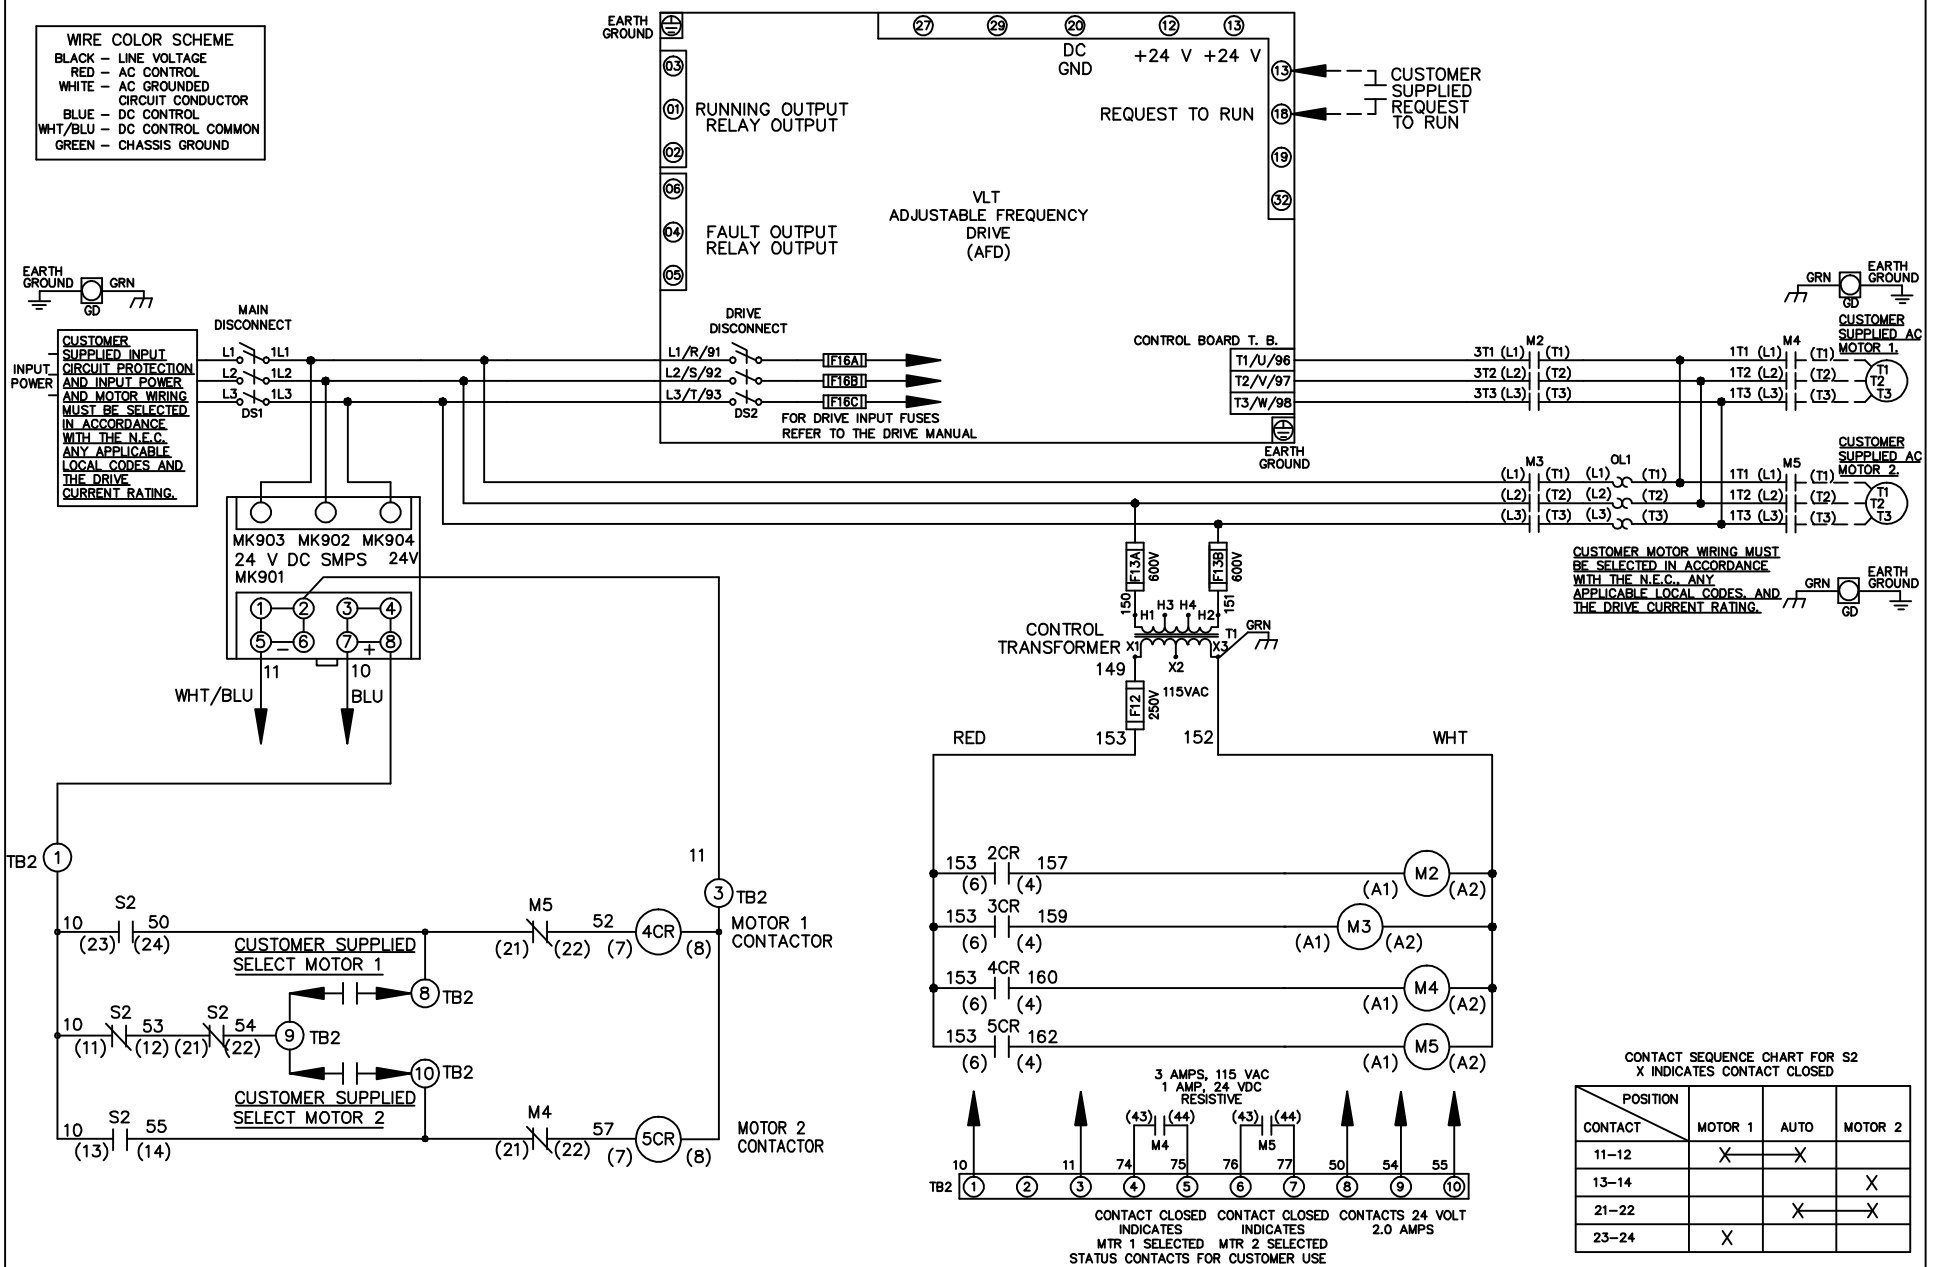 WIRE COLOR SCHEME
BLACK – LINE VOLTAGE
RED – AC CONTROL
WHITE – AC GROUNDED
CIRCUIT CONDUCTOR
BLUE – DC CONTROL
WHT/BLU – DC CONTROL COMMON
GREEN – CHASSIS GROUND
EARTH
GROUND
27 29 20 12 13
DC
GND
+24 V +24 V
03
01
02
RUNNING OUTPUT
RELAY OUTPUT
06
04
05
FAULT OUTPUT
RELAY OUTPUT
REQUEST TO RUN
13
18
19
32
CUSTOMER
SUPPLIED
REQUEST
TO RUN
VLT
ADJUSTABLE FREQUENCY
DRIVE
(AFD)
EARTH
GROUND
GRN
GD
INPUT
POWER
CUSTOMER
SUPPLIED INPUT
CIRCUIT PROTECTION
AND INPUT POWER
AND MOTOR WIRING
MUST BE SELECTED
IN ACCORDANCE
WITH THE N.E.C.
ANY APPLICABLE
LOCAL CODES AND
THE DRIVE
CURRENT RATING.
MAIN
DISCONNECT
L1 1L1
L2 1L2
L3 1L3
DS1
DRIVE
DISCONNECT
L1/R/91 F16A
L2/S/92 F16B
L3/T/93 F16C
DS2
FOR DRIVE INPUT FUSES
REFER TO THE DRIVE MANUAL
CONTROL BOARD T. B.
T1/U/96
T2/V/97
T3/W/98
EARTH
GROUND
M2
3T1 (L1) (T1)
3T2 (L2) (T2)
3T3 (L3) (T3)
M4
1T1 (L1) (T1)
1T2 (L2) (T2)
1T3 (L3) (T3)
T1
T2
T3
GRN
GD
EARTH
GROUND
CUSTOMER
SUPPLIED AC
MOTOR 1.
M3 OL1
(L1) (T1) (L1) (T1)
(L2) (T2) (L2) (T2)
(L3) (T3) (L3) (T3)
M5
1T1 (L1) (T1)
1T2 (L2) (T2)
1T3 (L3) (T3)
CUSTOMER
SUPPLIED AC
MOTOR 2.
T1
T2
T3
CUSTOMER MOTOR WIRING MUST
BE SELECTED IN ACCORDANCE
WITH THE N.E.C., ANY
APPLICABLE LOCAL CODES, AND
THE DRIVE CURRENT RATING.
GRN
GD
EARTH
GROUND
MK903 MK902 MK904
24 V DC SMPS 24V
MK901
1 2 3 4
5 – 6 7 + 8
11 10
WHT/BLU BLU
F13A 600V F13B 600V
150 151
H1 H3 H4 H2
T1 GRN
CONTROL
TRANSFORMER X1 X2 X3
149
F12 250V
115VAC
153 152
RED WHT
TB2 1
11
3 TB2
S2
10 50
(23) (24)
M5
(21) (22)
52
(7) 4CR (8)
MOTOR 1
CONTACTOR
CUSTOMER SUPPLIED
SELECT MOTOR 1
8 TB2
S2 S2
10 53 54
(11) (12) (21) (22)
9 TB2
10 TB2
CUSTOMER SUPPLIED
SELECT MOTOR 2
S2
10 55
(13) (14)
M4
(21) (22)
57
(7) 5CR (8)
MOTOR 2
CONTACTOR
153 2CR 157
(6) (4)
(A1) M2 (A2)
153 3CR 159
(6) (4)
(A1) M3 (A2)
153 4CR 160
(6) (4)
(A1) M4 (A2)
153 5CR 162
(6) (4)
(A1) M5 (A2)
3 AMPS, 115 VAC
1 AMP, 24 VDC
RESISTIVE
(43) (44) (43) (44)
M4 M5
10 11 74 75 76 77 50 54 55
TB2 1 2 3 4 5 6 7 8 9 10
CONTACT CLOSED
INDICATES
MTR 1 SELECTED
CONTACT CLOSED
INDICATES
MTR 2 SELECTED
CONTACTS 24 VOLT
2.0 AMPS
STATUS CONTACTS FOR CUSTOMER USE
CONTACT SEQUENCE CHART FOR S2
X INDICATES CONTACT CLOSED
POSITION
CONTACT MOTOR 1 AUTO MOTOR 2
11–12 X X
13–14 X
21–22 X X
23–24 X